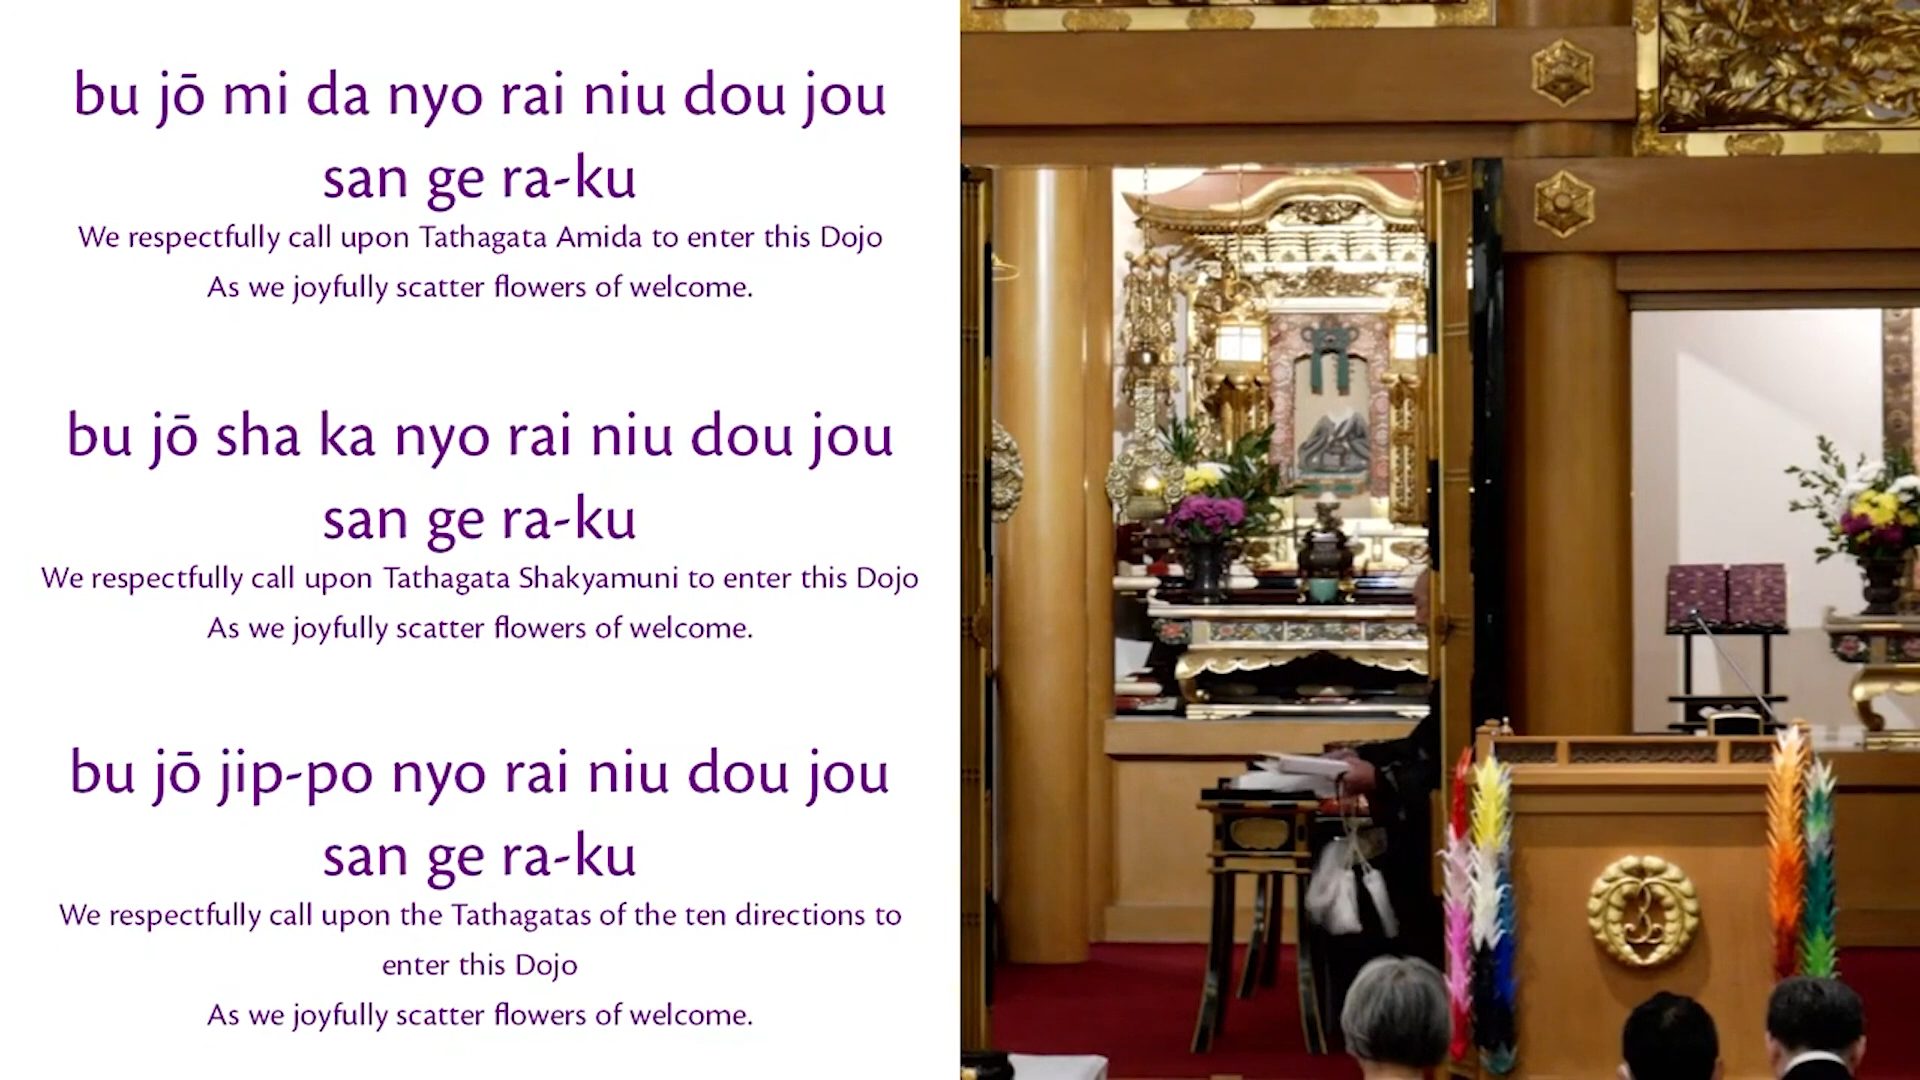 bu jō mi da nyo rai niu dou jou
san ge ra-ku
We respectfully call upon Tathagata Amida to enter this Dojo
As we joyfully scatter flowers of welcome.
bu jō sha ka nyo rai niu dou jou
san ge ra-ku
We respectfully call upon Tathagata Shakyamuni to enter this Dojo
As we joyfully scatter flowers of welcome.
bu jō jip-po nyo rai niu dou jou
san ge ra-ku
We respectfully call upon the Tathagatas of the ten directions to
enter this Dojo
As we joyfully scatter flowers of welcome.